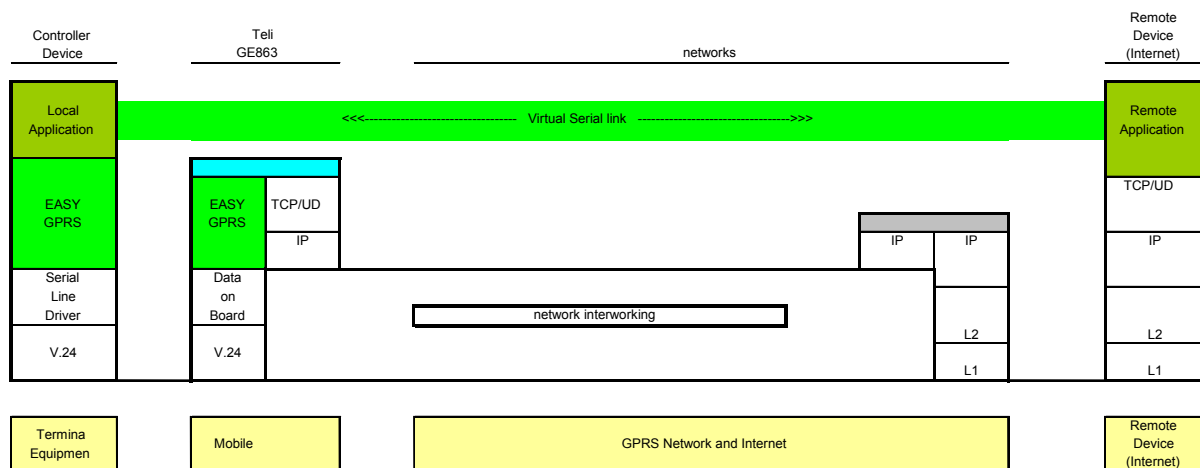 Controller
Device
Teli
GE863
networks
Remote
Device
(Internet)
Local
Application
<<<---------------------------------- Virtual Serial link ---------------------------------->>>
Remote
Application
EASY
GPRS
EASY
GPRS
TCP/UD
IP
TCP/UD
IP
IP
IP
Serial
Line
Driver
Data
on
Board
network interworking
L2
L2
V.24
V.24
L1
L1
Termina
Equipmen
Mobile
GPRS Network and Internet
Remote
Device
(Internet)